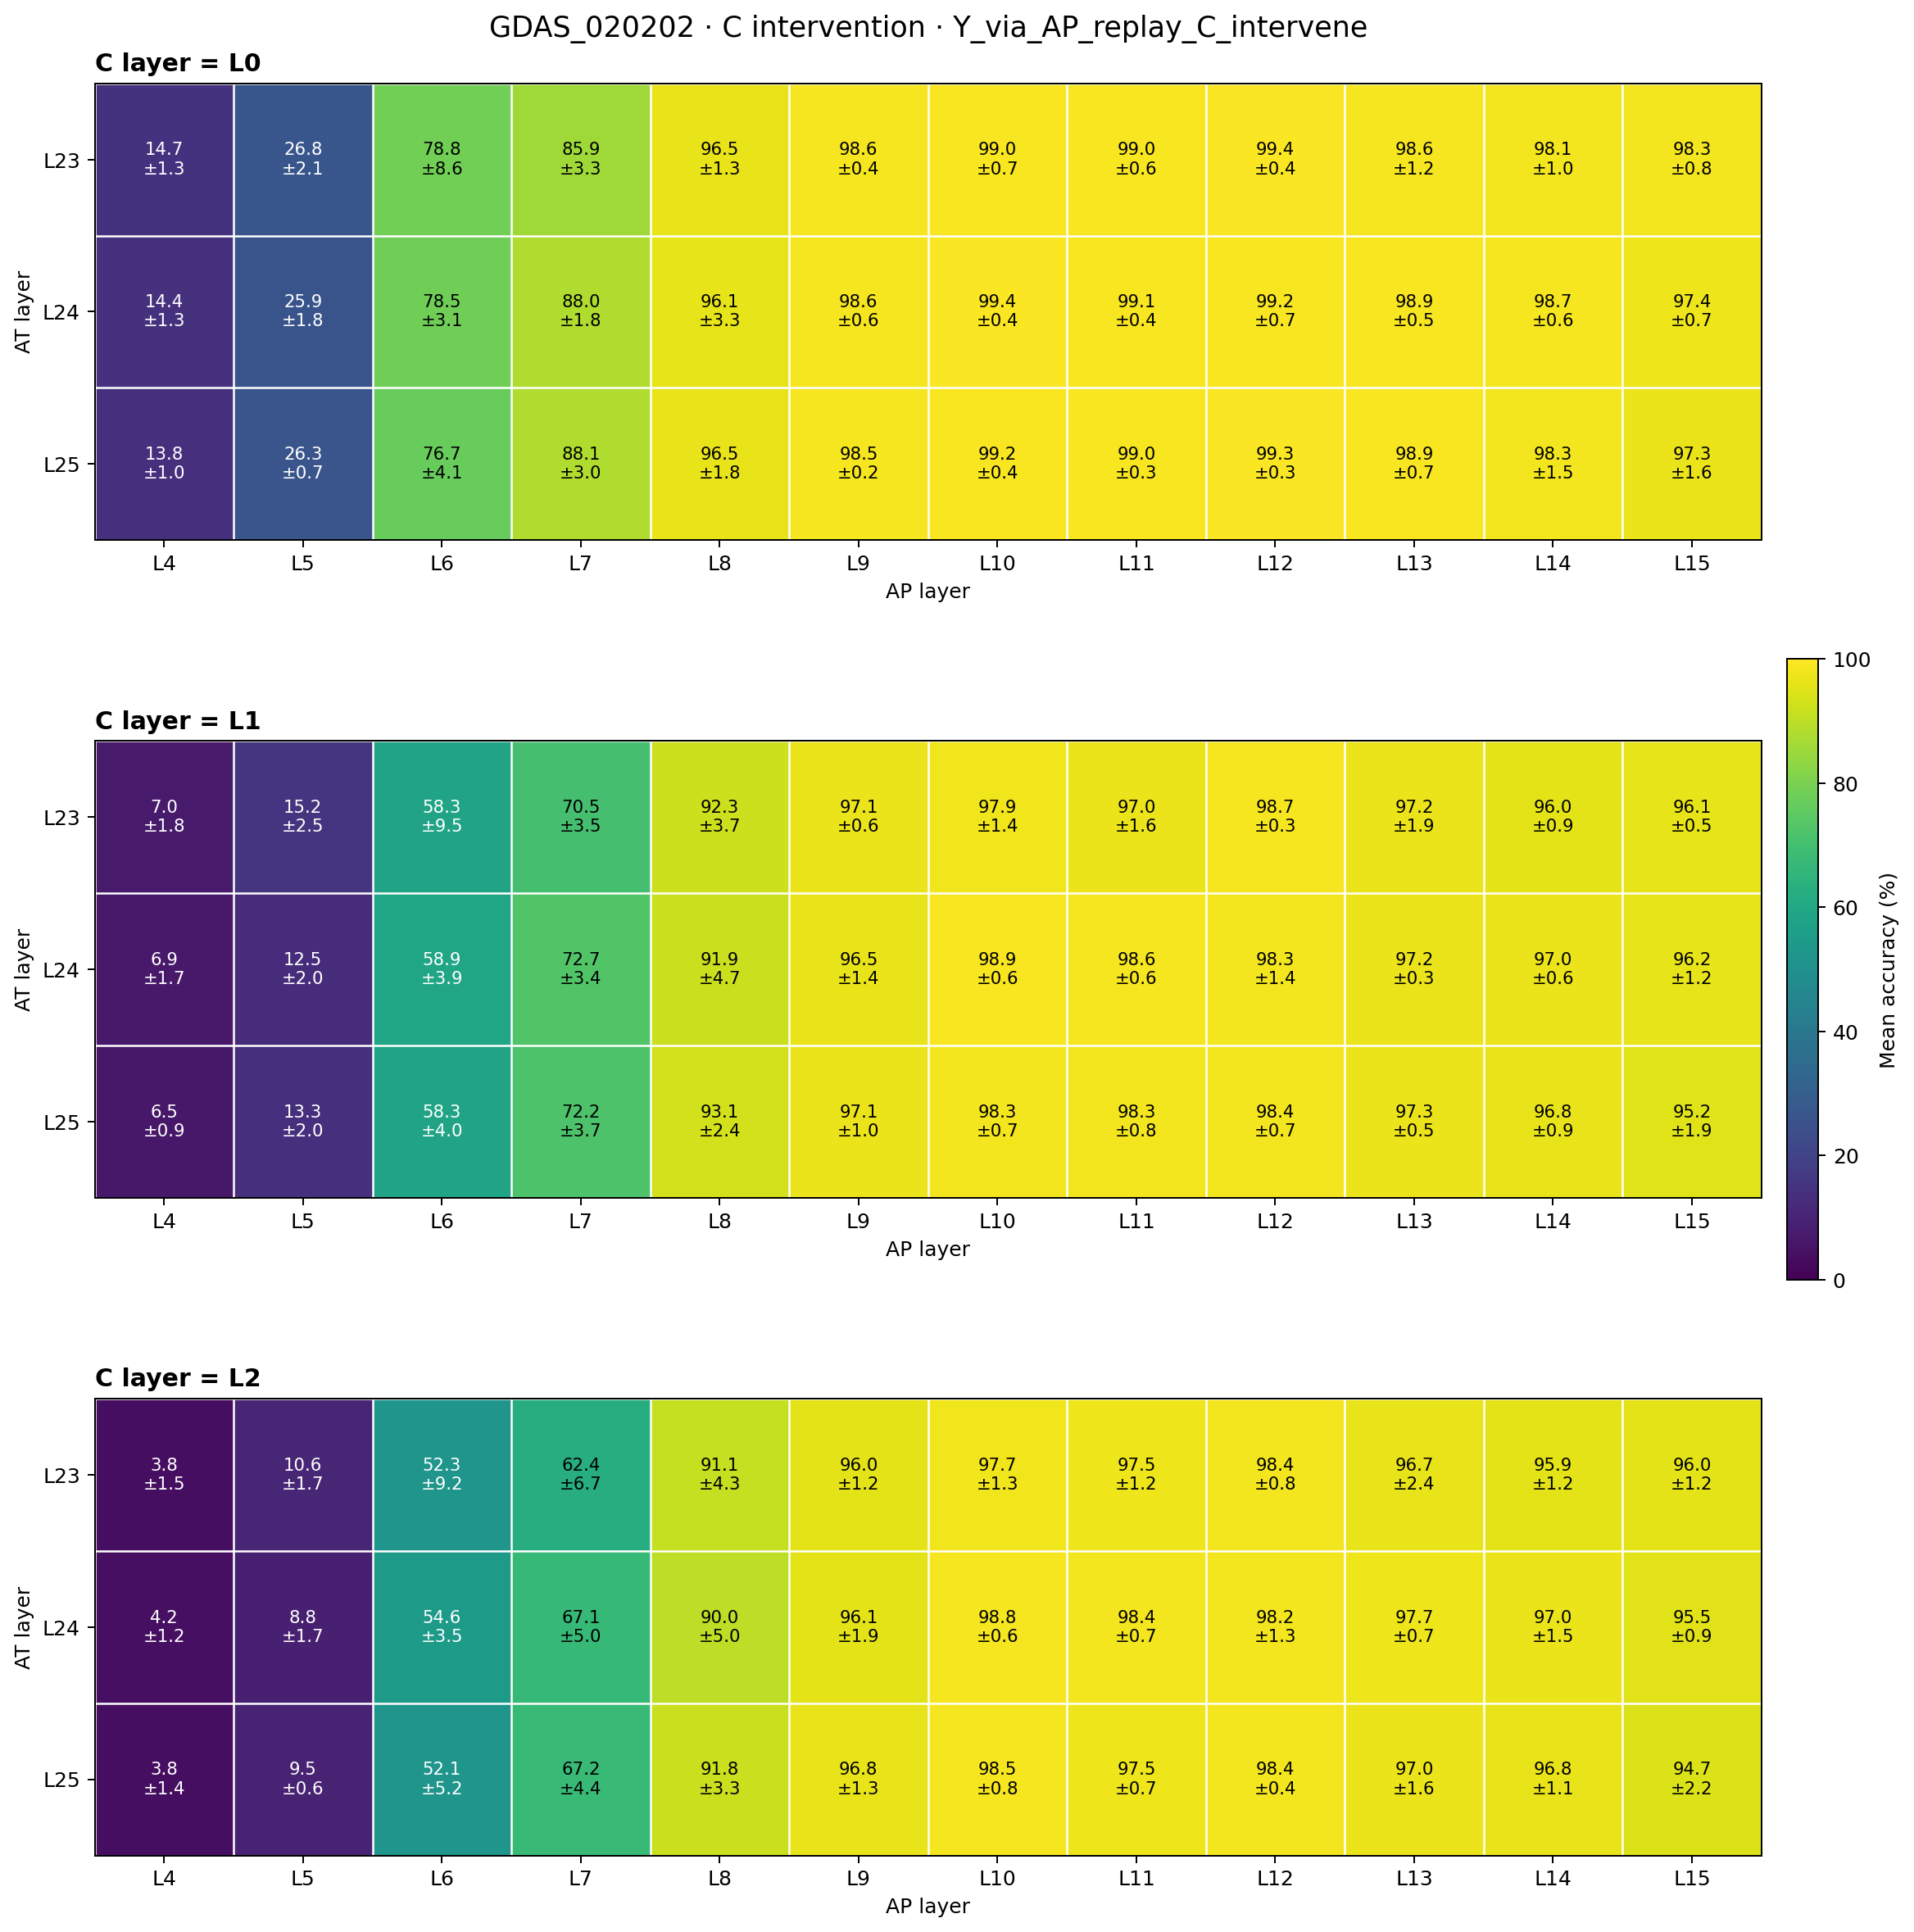 GDAS_020202 · C intervention · Y_via_AP_replay_C_intervene
C layer = L0
14.7 26.8 78.8 85.9 96.5 98.6 99.0 99.0 99.4 98.6 98.1 98.3
L23
±1.3 ±2.1 ±8.6 ±3.3 ±1.3 ±0.4 ±0.7 ±0.6 ±0.4 ±1.2 ±1.0 ±0.8
AT layer
14.4 25.9 78.5 88.0 96.1 98.6 99.4 99.1 99.2 98.9 98.7 97.4
L24
±1.3 ±1.8 ±3.1 ±1.8 ±3.3 ±0.6 ±0.4 ±0.4 ±0.7 ±0.5 ±0.6 ±0.7
13.8 26.3 76.7 88.1 96.5 98.5 99.2 99.0 99.3 98.9 98.3 97.3
L25
±1.0 ±0.7 ±4.1 ±3.0 ±1.8 ±0.2 ±0.4 ±0.3 ±0.3 ±0.7 ±1.5 ±1.6
L4 L5 L6 L7 L8 L9 L10 L11 L12 L13 L14 L15
AP layer
C layer = L1
7.0 15.2 58.3 70.5 92.3 97.1 97.9 97.0 98.7 97.2 96.0 96.1
L23
±1.8 ±2.5 ±9.5 ±3.5 ±3.7 ±0.6 ±1.4 ±1.6 ±0.3 ±1.9 ±0.9 ±0.5
AT layer
6.9 12.5 58.9 72.7 91.9 96.5 98.9 98.6 98.3 97.2 97.0 96.2
L24
±1.7 ±2.0 ±3.9 ±3.4 ±4.7 ±1.4 ±0.6 ±0.6 ±1.4 ±0.3 ±0.6 ±1.2
6.5 13.3 58.3 72.2 93.1 97.1 98.3 98.3 98.4 97.3 96.8 95.2
L25
±0.9 ±2.0 ±4.0 ±3.7 ±2.4 ±1.0 ±0.7 ±0.8 ±0.7 ±0.5 ±0.9 ±1.9
L4 L5 L6 L7 L8 L9 L10 L11 L12 L13 L14 L15
AP layer
100
80
60
40
20
0
Mean accuracy (%)
C layer = L2
3.8 10.6 52.3 62.4 91.1 96.0 97.7 97.5 98.4 96.7 95.9 96.0
L23
±1.5 ±1.7 ±9.2 ±6.7 ±4.3 ±1.2 ±1.3 ±1.2 ±0.8 ±2.4 ±1.2 ±1.2
AT layer
4.2 8.8 54.6 67.1 90.0 96.1 98.8 98.4 98.2 97.7 97.0 95.5
L24
±1.2 ±1.7 ±3.5 ±5.0 ±5.0 ±1.9 ±0.6 ±0.7 ±1.3 ±0.7 ±1.5 ±0.9
3.8 9.5 52.1 67.2 91.8 96.8 98.5 97.5 98.4 97.0 96.8 94.7
L25
±1.4 ±0.6 ±5.2 ±4.4 ±3.3 ±1.3 ±0.8 ±0.7 ±0.4 ±1.6 ±1.1 ±2.2
L4 L5 L6 L7 L8 L9 L10 L11 L12 L13 L14 L15
AP layer